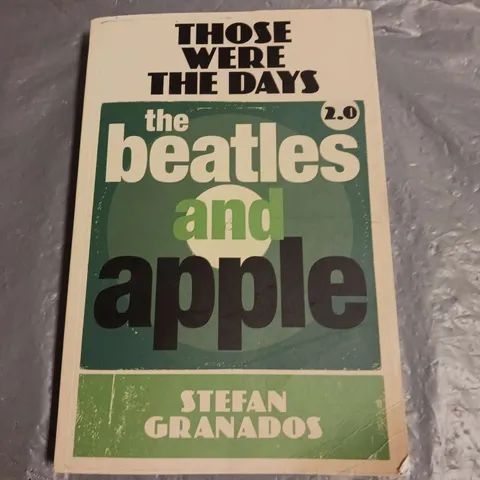 THOSE
WERE
THE DAYS
2.0
the
beatles
and
apple
STEFAN
GRANADOS